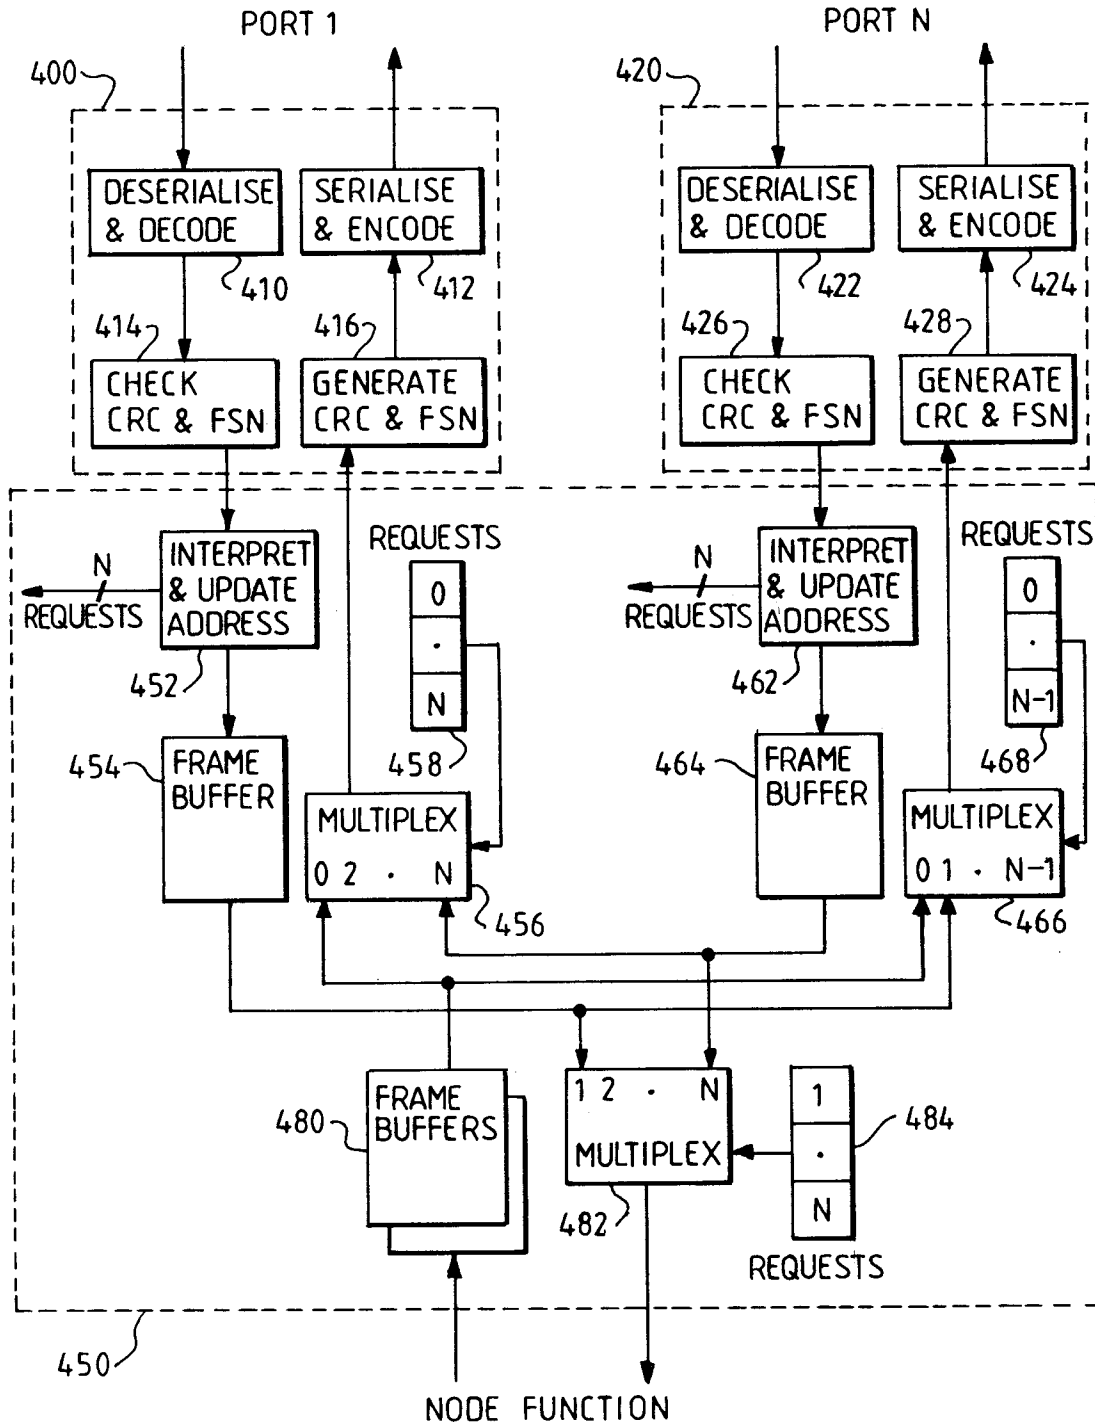 PORT 1
PORT N
400
420
DESERIALISE
& DECODE
SERIALISE
& ENCODE
DESERIALISE
& DECODE
SERIALISE
& ENCODE
410
412
422
424
414
416
426
428
CHECK
CRC & FSN
GENERATE
CRC & FSN
CHECK
CRC & FSN
GENERATE
CRC & FSN
N
REQUESTS
INTERPRET
& UPDATE
ADDRESS
REQUESTS
0
.
N
N
REQUESTS
INTERPRET
& UPDATE
ADDRESS
REQUESTS
0
.
N-1
452
458
462
468
454
FRAME
BUFFER
MULTIPLEX
0 2 . N
456
464
FRAME
BUFFER
MULTIPLEX
0 1 . N-1
466
480
FRAME
BUFFERS
1 2 . N
MULTIPLEX
482
1
.
N
484
REQUESTS
450
NODE FUNCTION